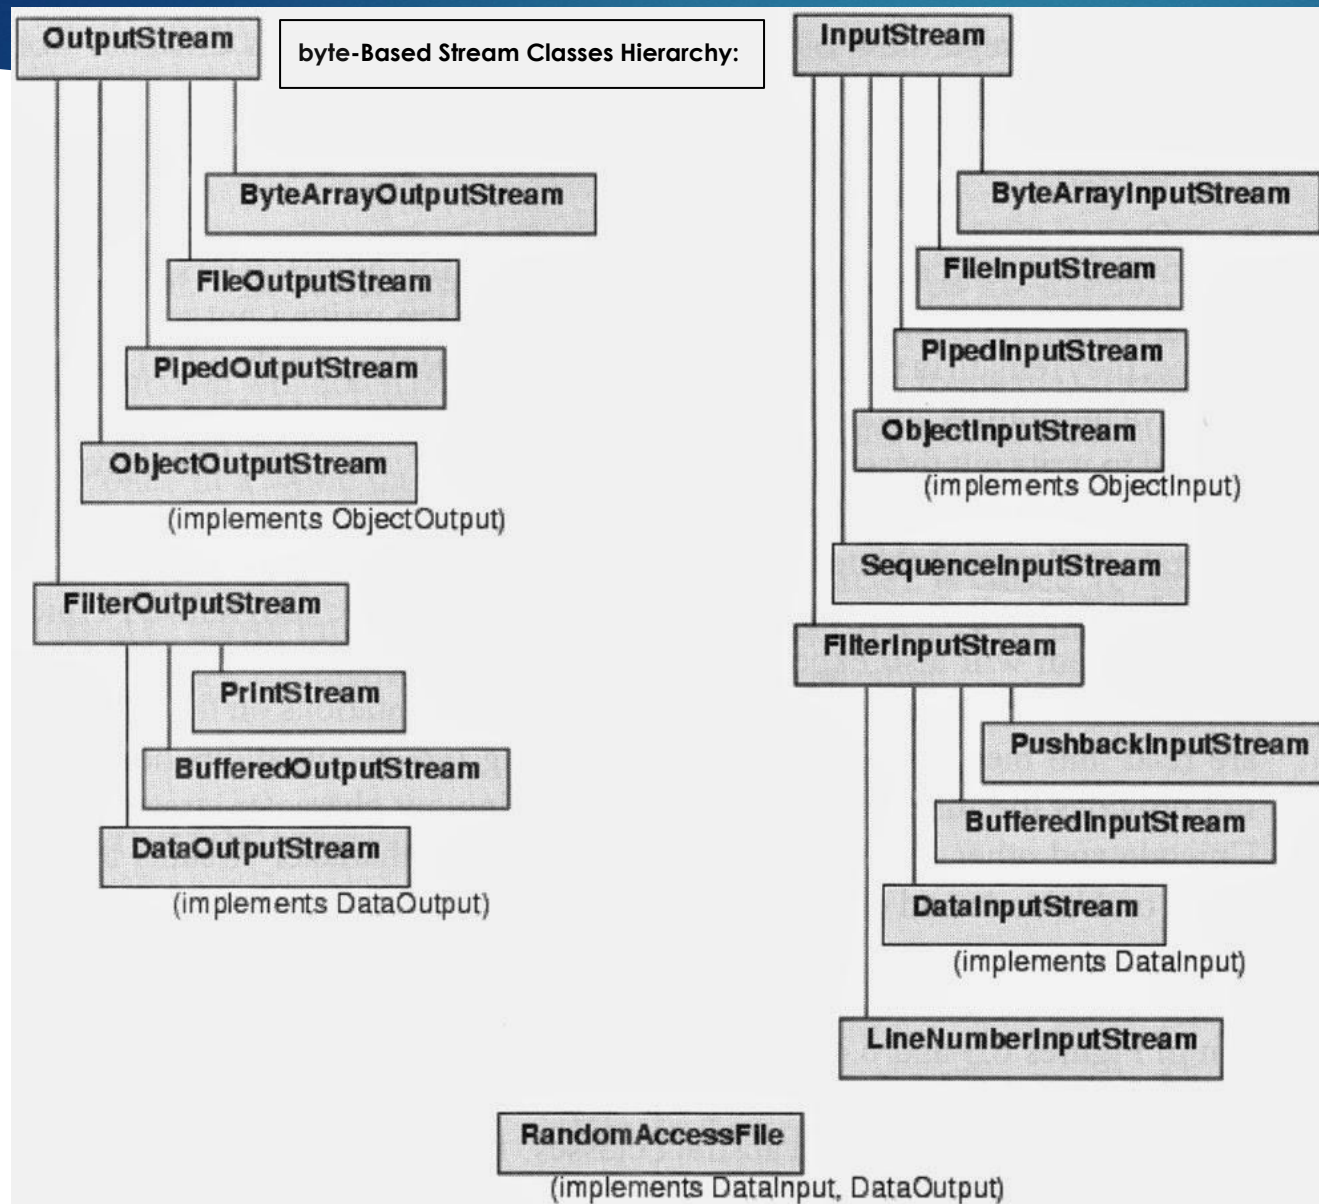 OutputStream
byte-Based Stream Classes Hierarchy:
InputStream
ByteArrayOutputStream
FileOutputStream
PipedOutputStream
ObjectOutputStream
(implements ObjectOutput)
FilterOutputStream
PrintStream
BufferedOutputStream
DataOutputStream
(implements DataOutput)
ByteArrayInputStream
FileInputStream
PipedInputStream
ObjectInputStream
(implements ObjectInput)
SequenceInputStream
FilterInputStream
PushbackInputStream
BufferedInputStream
DataInputStream
(implements DataInput)
LineNumberInputStream
RandomAccessFile
(implements DataInput, DataOutput)